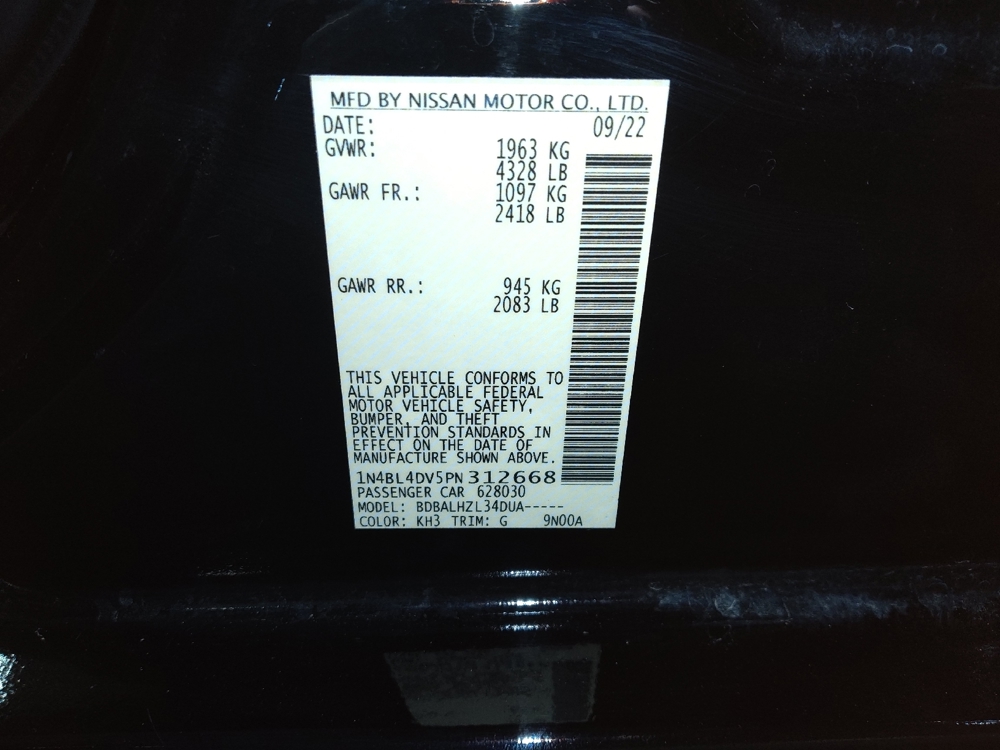 MFD BY NISSAN MOTOR CO., LTD.
DATE: 09/22
GVWR: 1963 KG
4328 LB
GAWR FR.: 1097 KG
2418 LB
GAWR RR.: 945 KG
2083 LB
THIS VEHICLE CONFORMS TO
ALL APPLICABLE FEDERAL
MOTOR VEHICLE SAFETY,
BUMPER, AND THEFT
PREVENTION STANDARDS IN
EFFECT ON THE DATE OF
MANUFACTURE SHOWN ABOVE.
1N4BL4DV5PN312668
PASSENGER CAR 628030
MODEL: BDBALHZL34DUA-----
COLOR: KH3 TRIM: G 9N00A